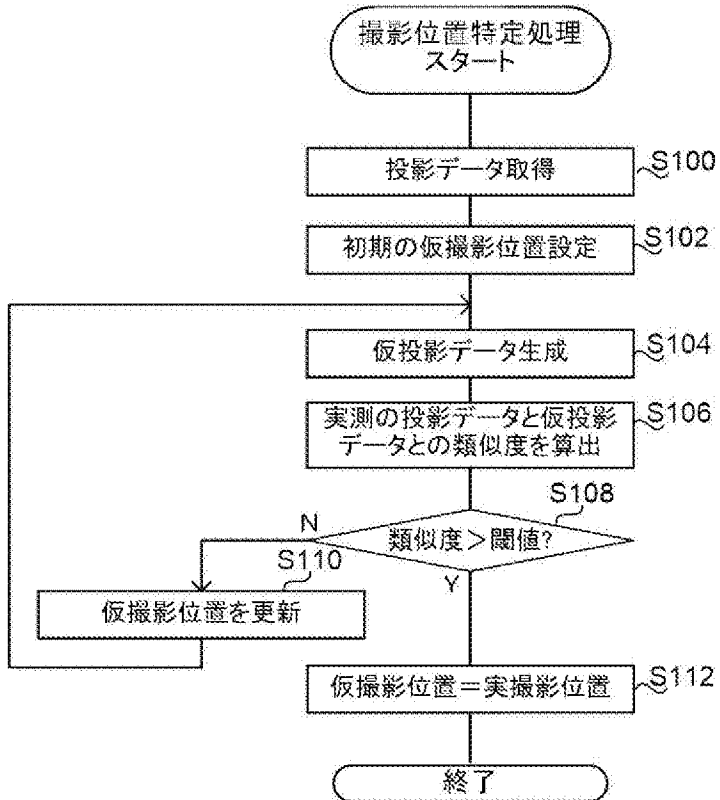 撮影位置特定処理
スタート
投影データ取得
S100
初期の仮撮影位置設定
S102
仮投影データ生成
S104
実測の投影データと仮投影
データとの類似度を算出
S106
S108
類似度＞閾値?
N
Y
S110
仮撮影位置を更新
仮撮影位置＝実撮影位置
S112
終了